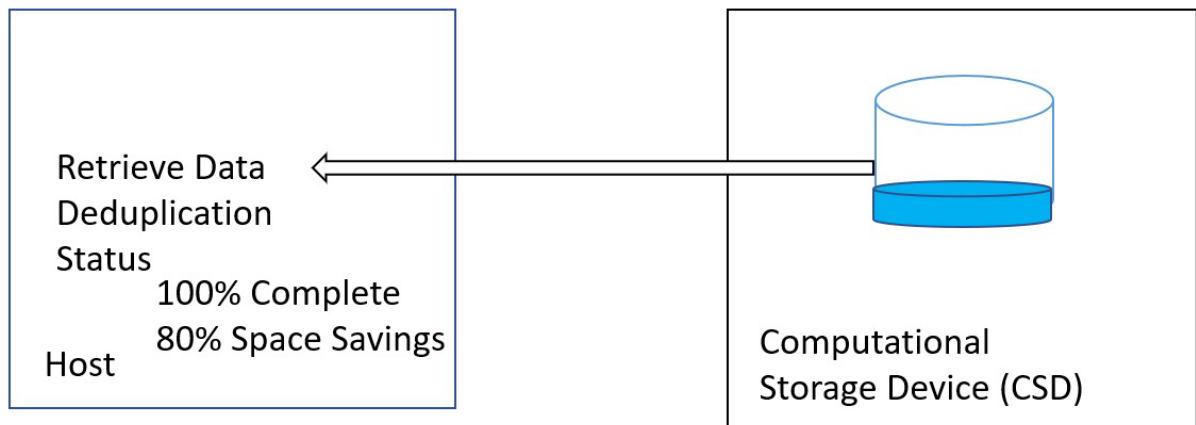 Retrieve Data
Deduplication
Status
100% Complete
80% Space Savings
Host
Computational
Storage Device (CSD)